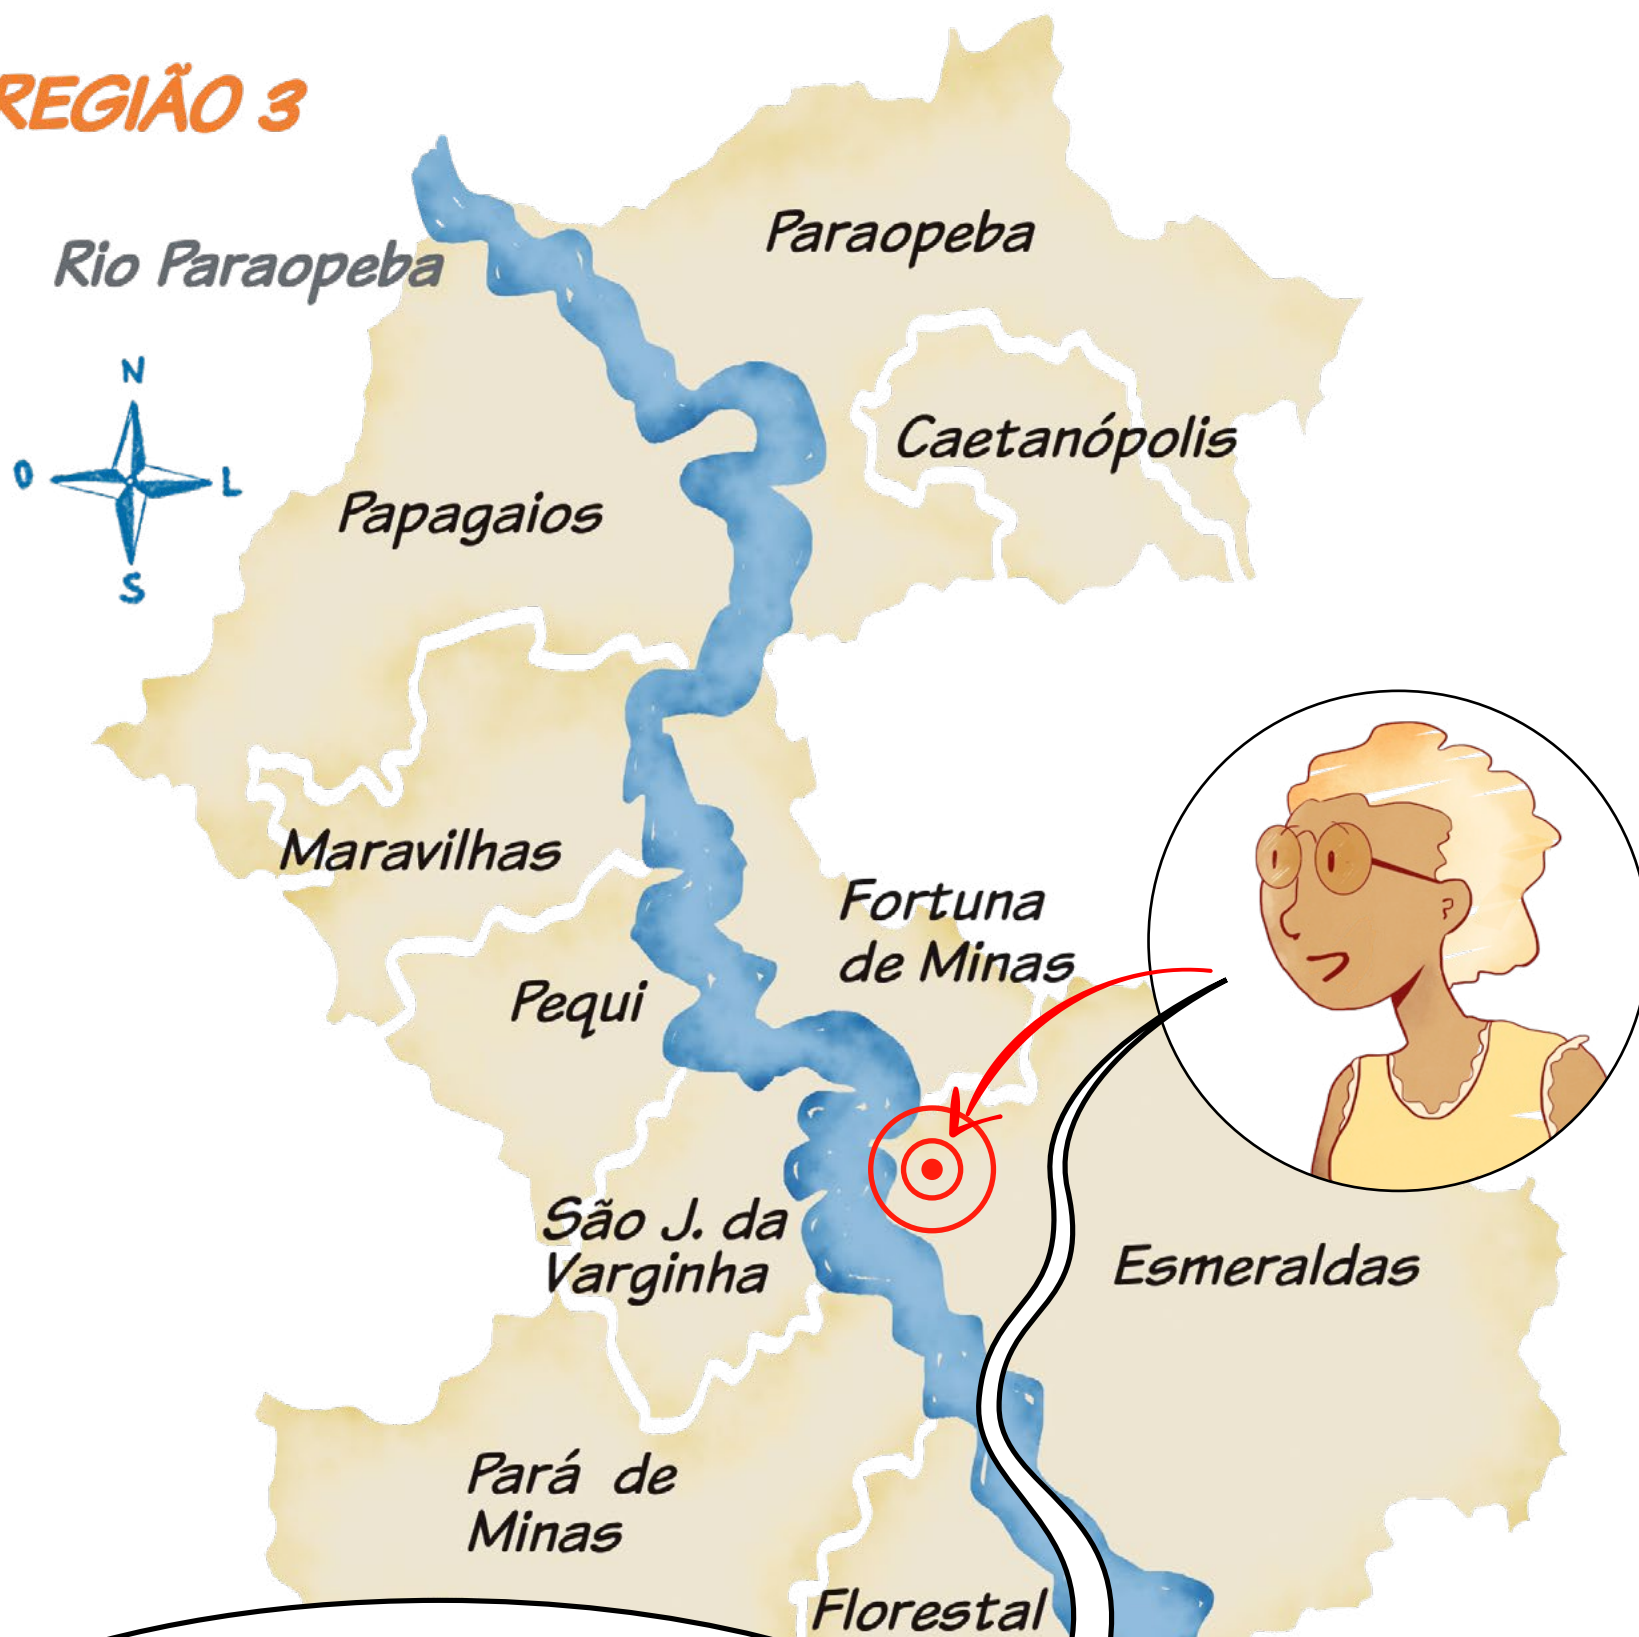 REGIÃO 3
Paraopeba
Rio Paraopeba
N
O
L
S
Caetanópolis
Papagaios
Maravilhas
Fortuna
de Minas
Pequi
São J. da
Varginha
Esmeraldas
Pará de
Minas
Florestal